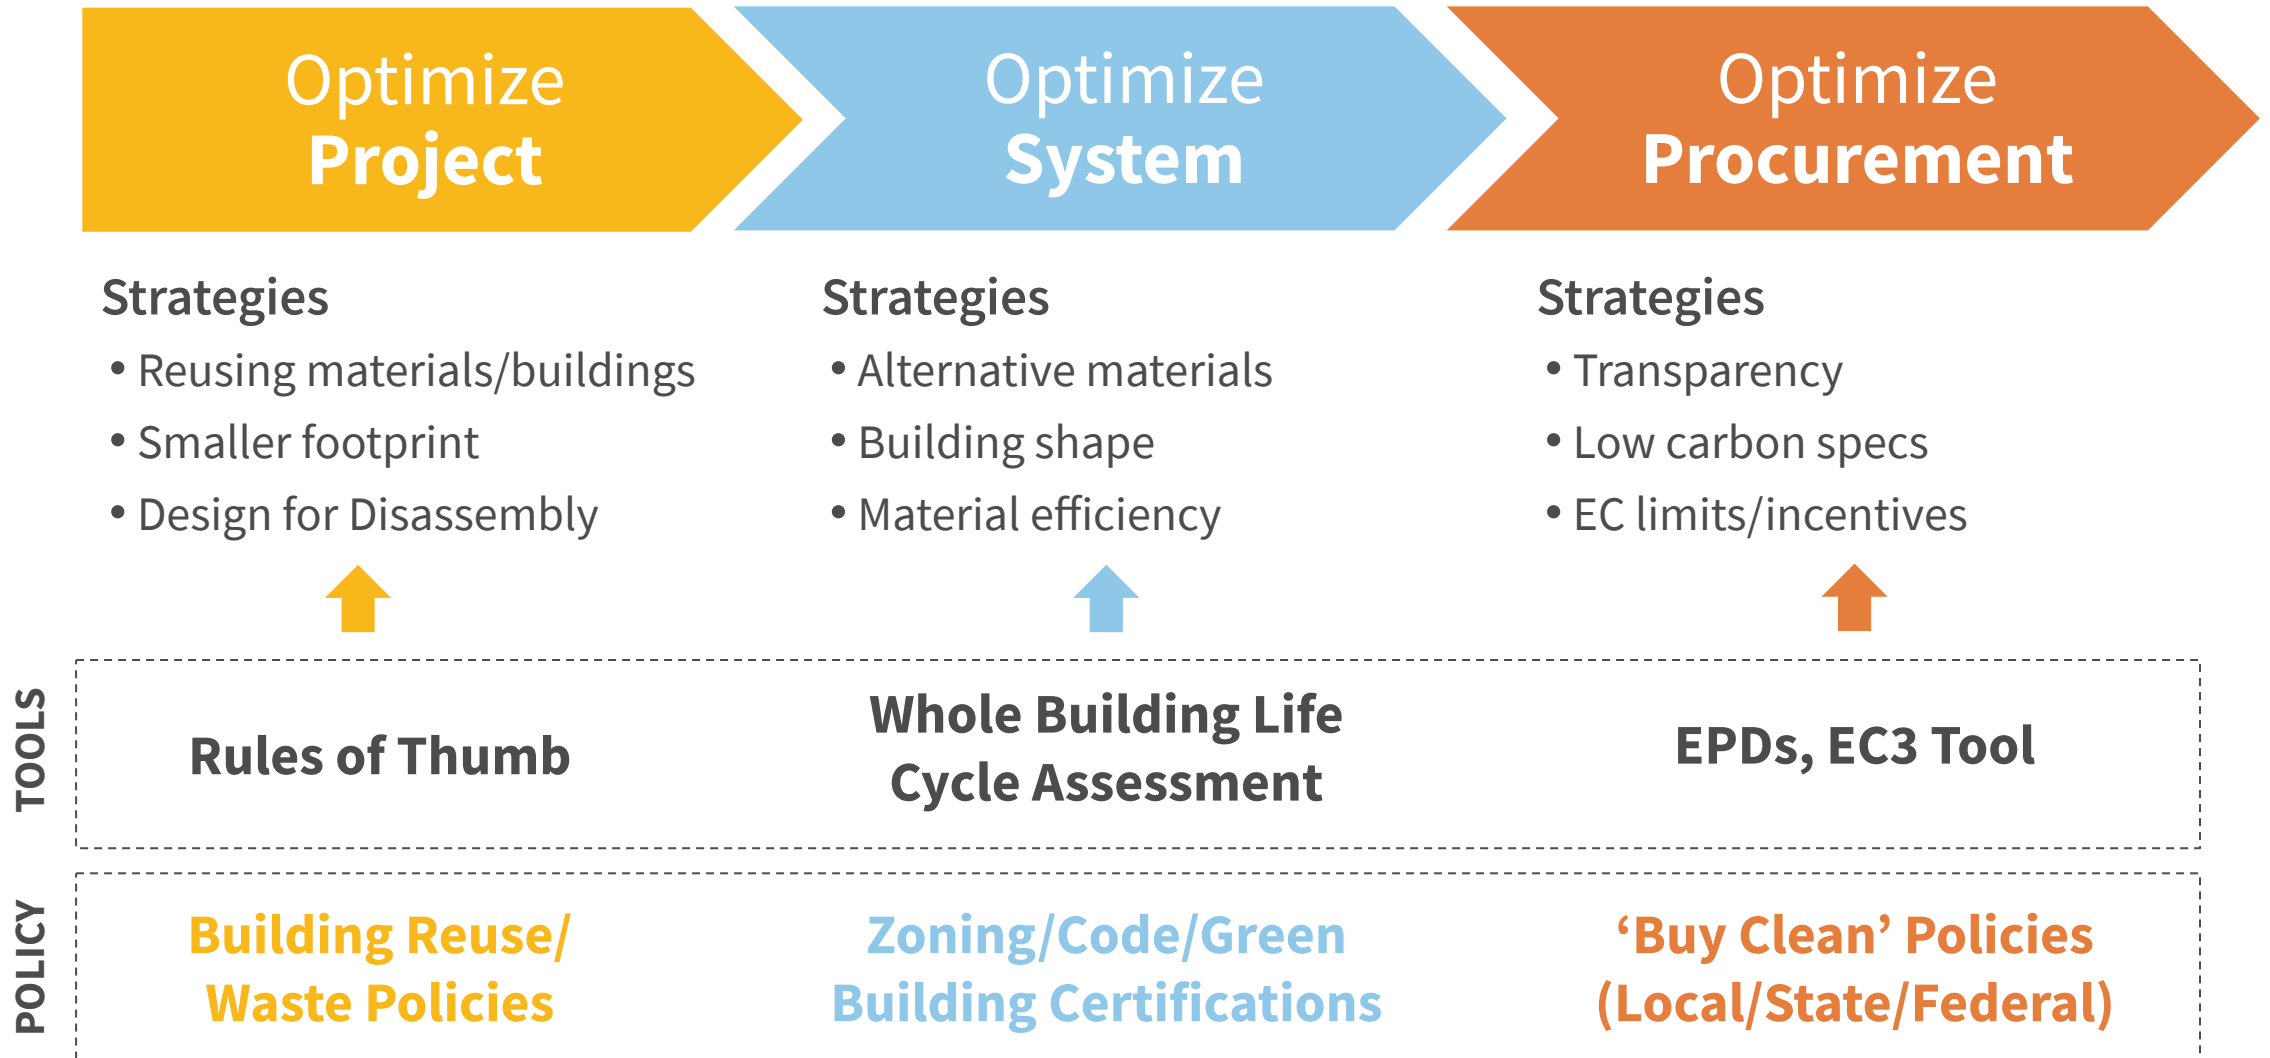 Optimize
Project
Optimize
System
Optimize
Procurement
Strategies
• Reusing materials/buildings
• Smaller footprint
• Design for Disassembly
Strategies
• Alternative materials
• Building shape
• Material efficiency
Strategies
• Transparency
• Low carbon specs
• EC limits/incentives
TOOLS
Rules of Thumb
Whole Building Life
Cycle Assessment
EPDs, EC3 Tool
POLICY
Building Reuse/
Waste Policies
Zoning/Code/Green
Building Certifications
‘Buy Clean’ Policies
(Local/State/Federal)